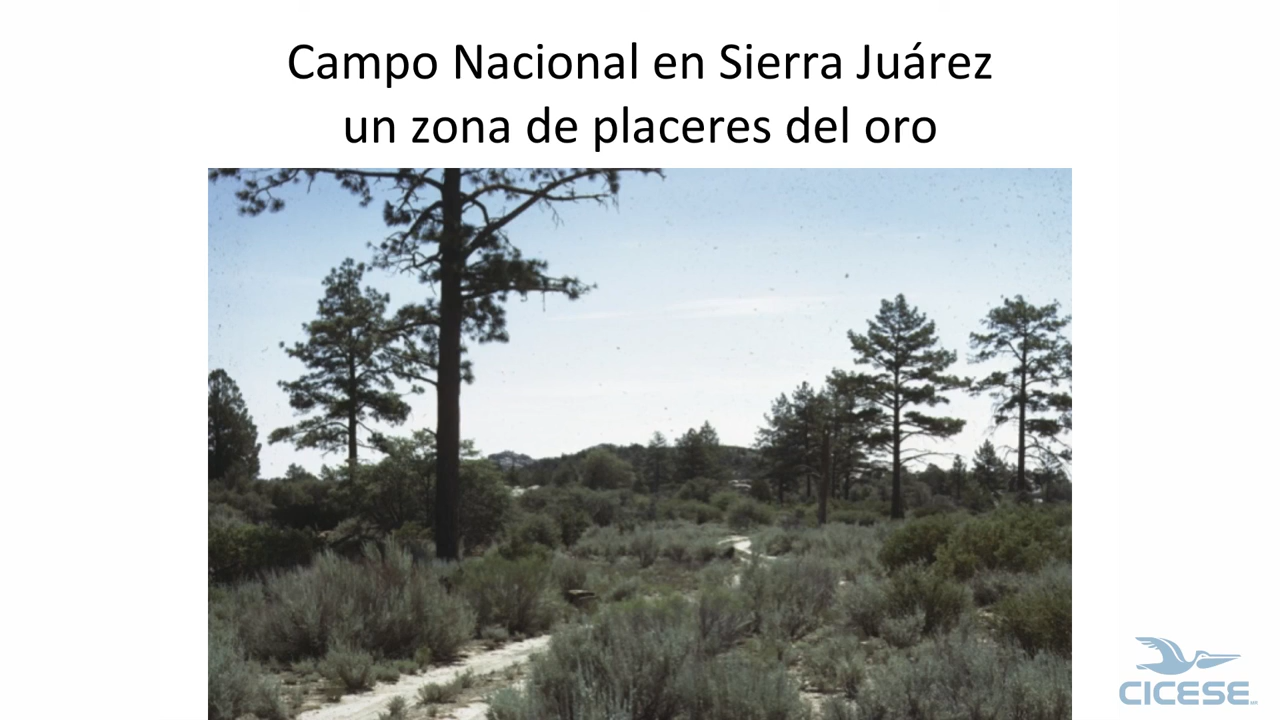 Campo Nacional en Sierra Juárez
un zona de placeres del oro
CICESE